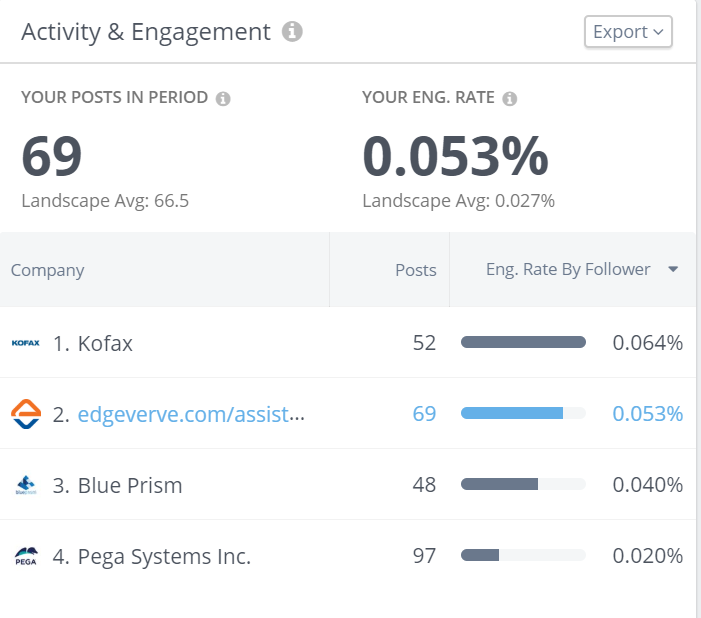 Activity & Engagement
Export
YOUR POSTS IN PERIOD
YOUR ENG. RATE
69
0.053%
Landscape Avg: 66.5
Landscape Avg: 0.027%
Company Posts Eng. Rate By Follower
KOFAX 1. Kofax 52 0.064%
2. edgeverve.com/assist... 69 0.053%
3. Blue Prism 48 0.040%
PEGA 4. Pega Systems Inc. 97 0.020%